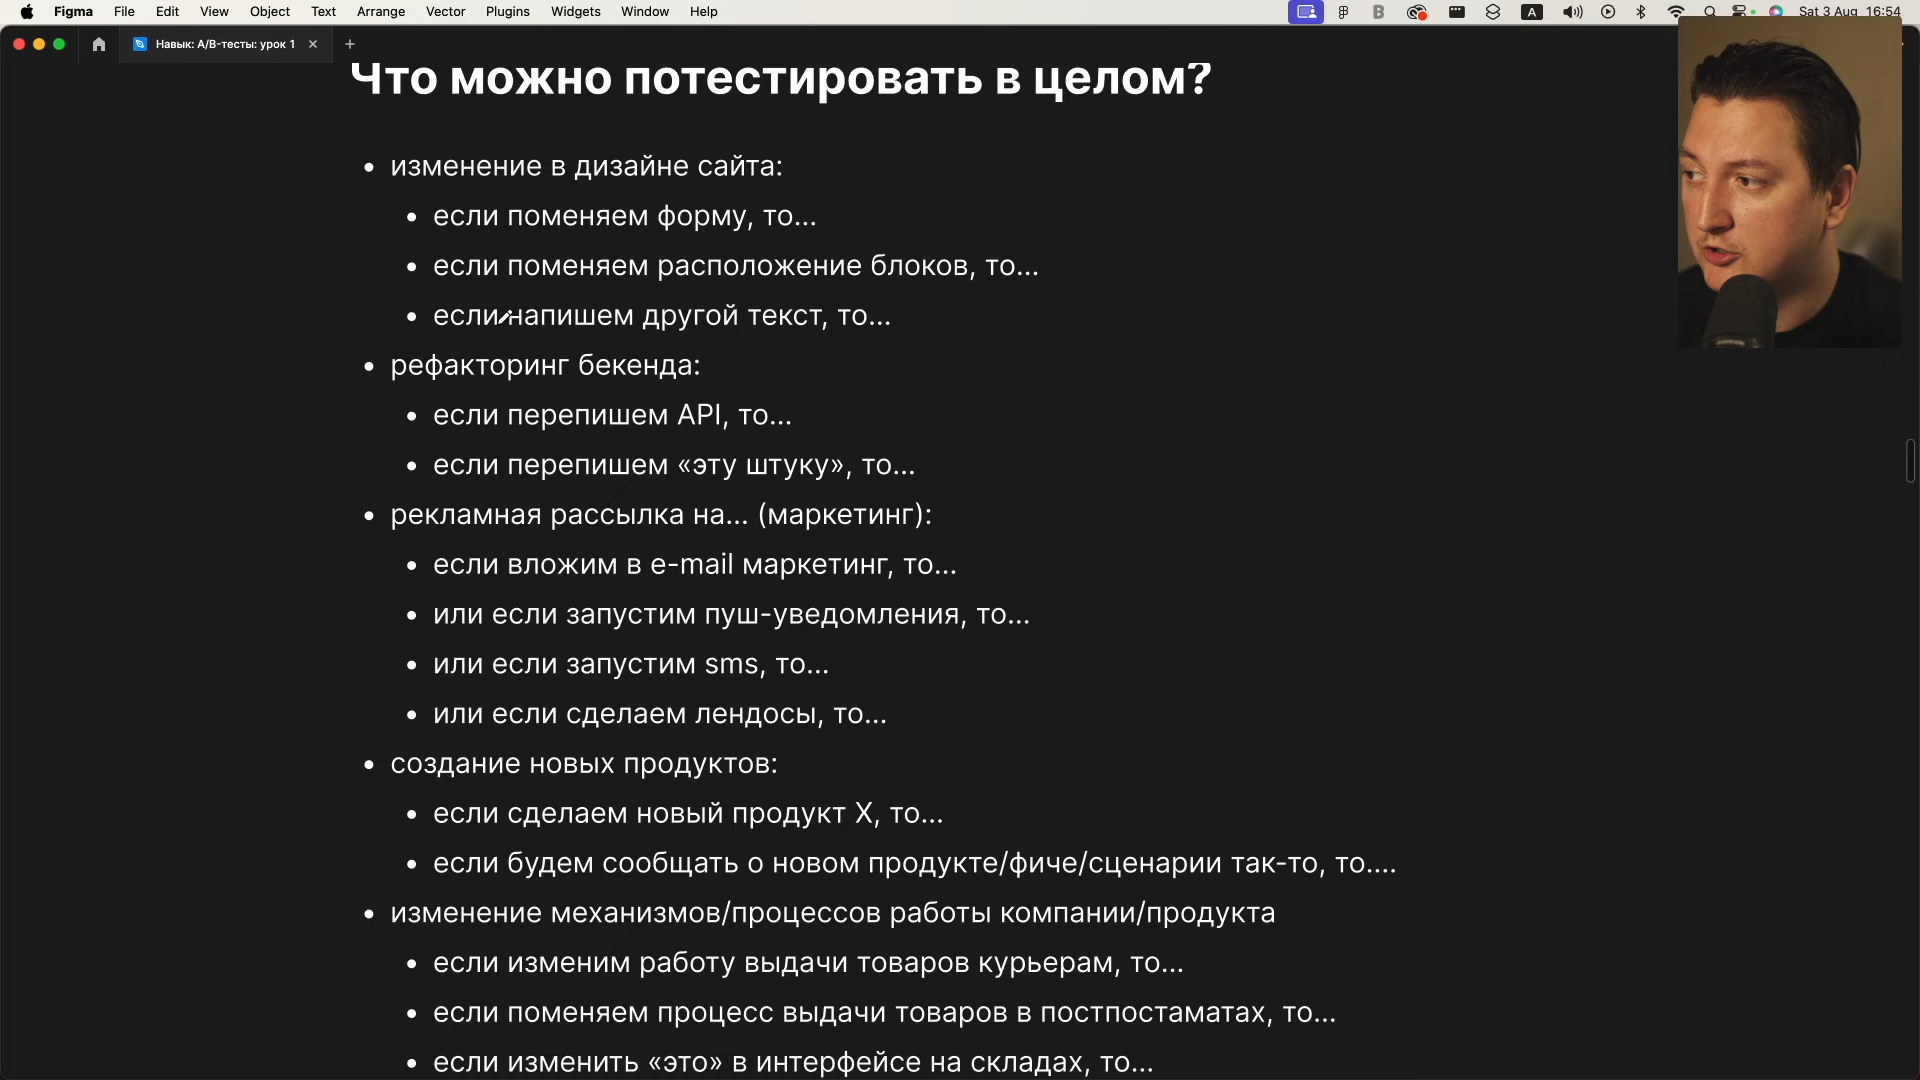 Figma File Edit View Object Text Arrange Vector Plugins Widgets Window Help A Sat 3 Aug 16:54
Навык: A/B-тесты: урок 1
Что можно потестировать в целом?
• изменение в дизайне сайта:
• если поменяем форму, то...
• если поменяем расположение блоков, то...
• если напишем другой текст, то...
• рефакторинг бекенда:
• если перепишем API, то...
• если перепишем «эту штуку», то...
• рекламная рассылка на... (маркетинг):
• если вложим в e-mail маркетинг, то...
• или если запустим пуш-уведомления, то...
• или если запустим sms, то...
• или если сделаем лендосы, то...
• создание новых продуктов:
• если сделаем новый продукт X, то...
• если будем сообщать о новом продукте/фиче/сценарии так-то, то....
• изменение механизмов/процессов работы компании/продукта
• если изменим работу выдачи товаров курьерам, то...
• если поменяем процесс выдачи товаров в постпостаматах, то...
• если изменить «это» в интерфейсе на складах, то...